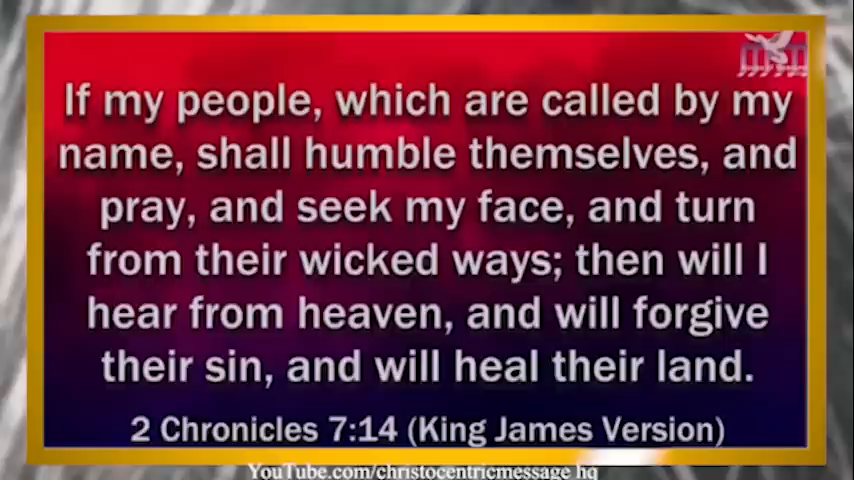 If my people, which are called by my
name, shall humble themselves, and
pray, and seek my face, and turn
from their wicked ways; then will I
hear from heaven, and will forgive
their sin, and will heal their land.
2 Chronicles 7:14 (King James Version)
YouTube.com/christocentricmessage hq